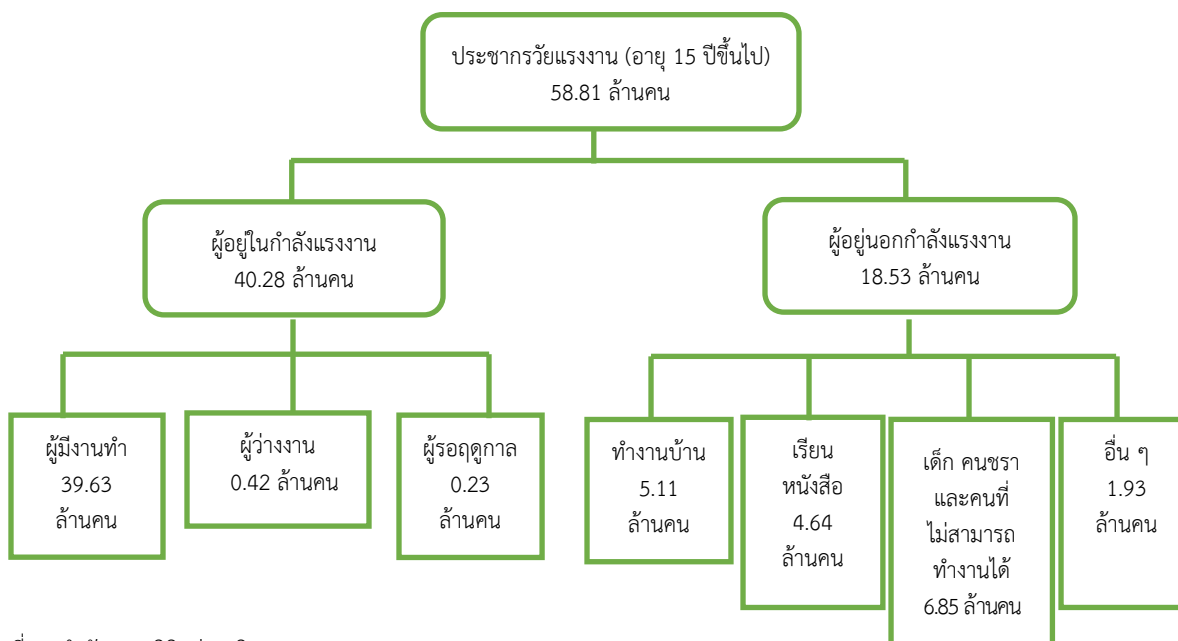 ประชากรวัยแรงงาน (อายุ 15 ปีขึ้นไป)
58.81 ล้านคน
ผู้อยู่ในกำลังแรงงาน
40.28 ล้านคน
ผู้อยู่นอกกำลังแรงงาน
18.53 ล้านคน
ผู้มีงานทำ
39.63
ล้านคน
ผู้ว่างงาน
0.42 ล้านคน
ผู้รอฤดูกาล
0.23
ล้านคน
ทำงานบ้าน
5.11
ล้านคน
เรียน
หนังสือ
4.64
ล้านคน
เด็ก คนชรา
และคนที่
ไม่สามารถ
ทำงานได้
6.85 ล้านคน
อื่น ๆ
1.93
ล้านคน